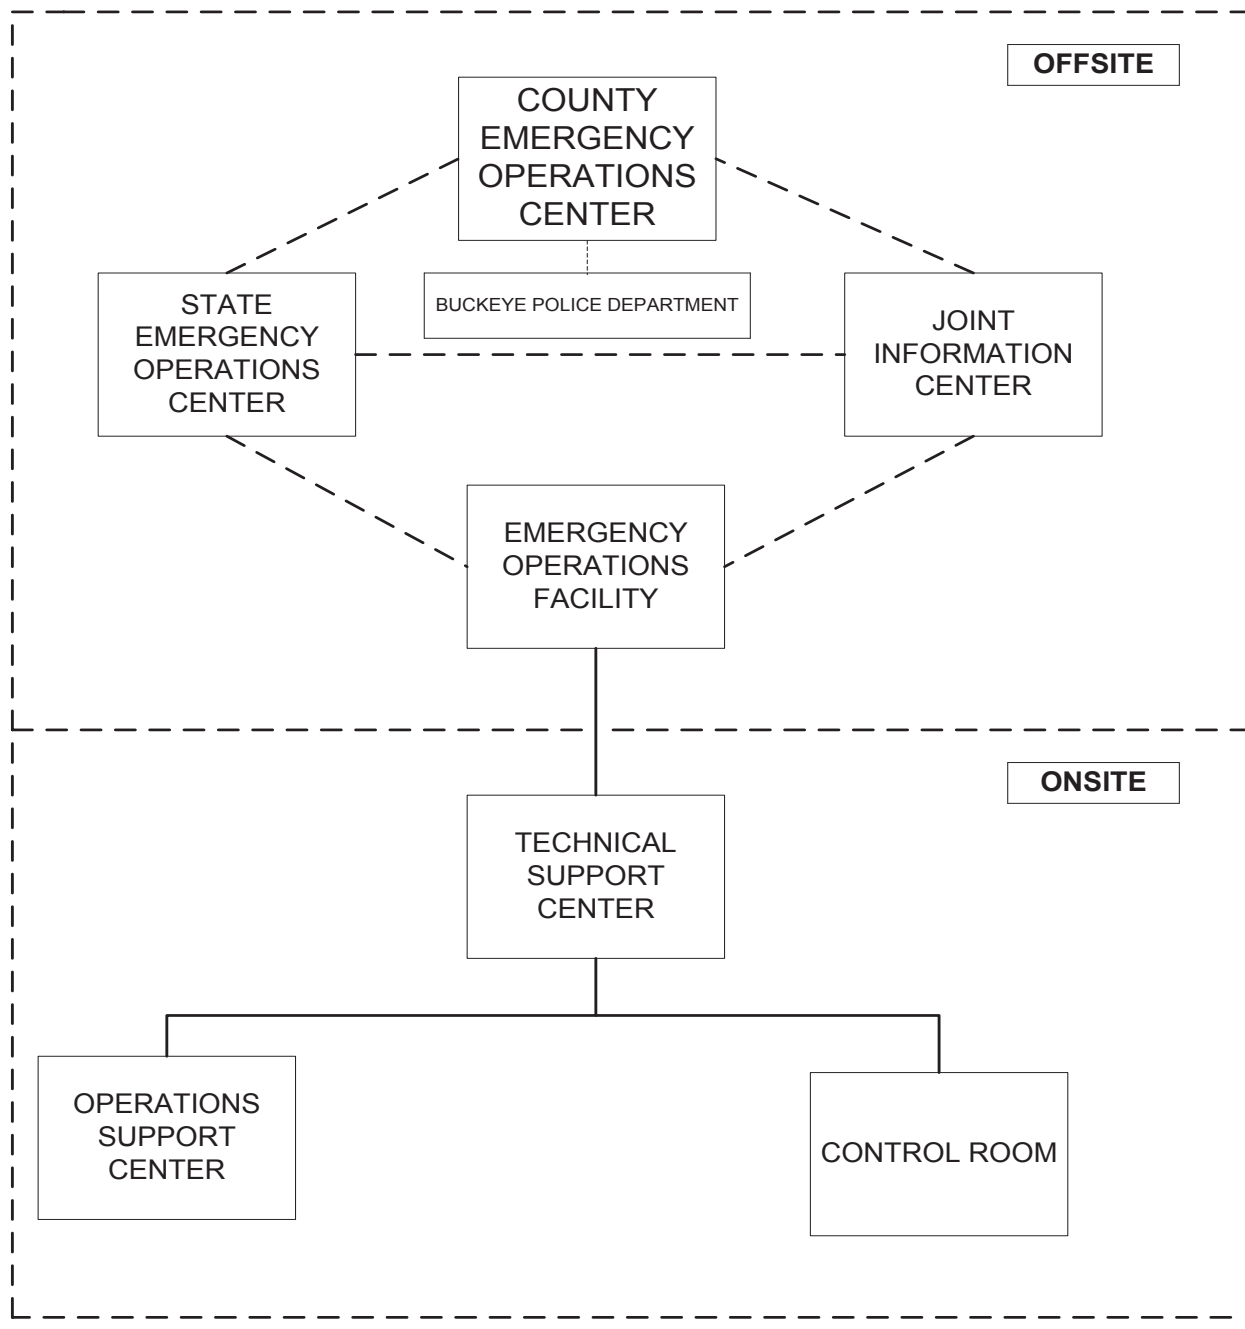 OFFSITE
COUNTY
EMERGENCY
OPERATIONS
CENTER
BUCKEYE POLICE DEPARTMENT
STATE
EMERGENCY
OPERATIONS
CENTER
JOINT
INFORMATION
CENTER
EMERGENCY
OPERATIONS
FACILITY
ONSITE
TECHNICAL
SUPPORT
CENTER
OPERATIONS
SUPPORT
CENTER
CONTROL ROOM